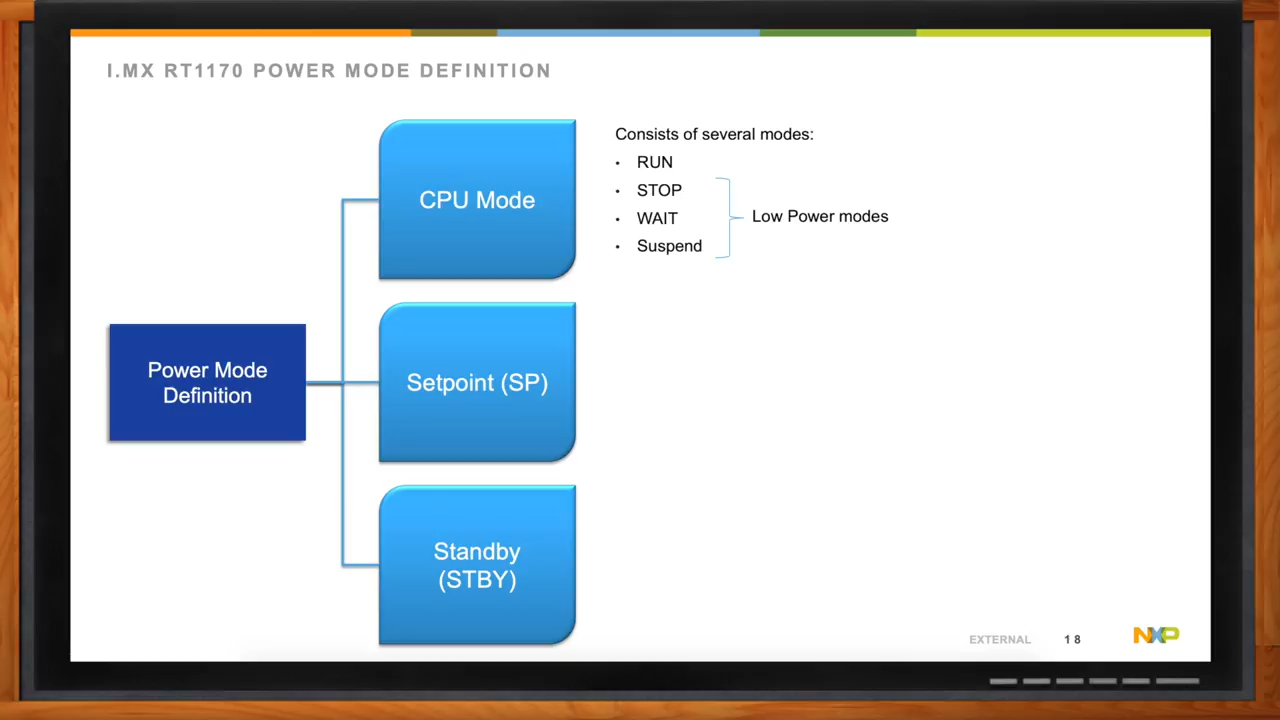 I.MX RT1170 POWER MODE DEFINITION
Power Mode
Definition
CPU Mode
Consists of several modes:
• RUN
• STOP
• WAIT
• Suspend
Low Power modes
Setpoint (SP)
Standby
(STBY)
EXTERNAL 18
NXP